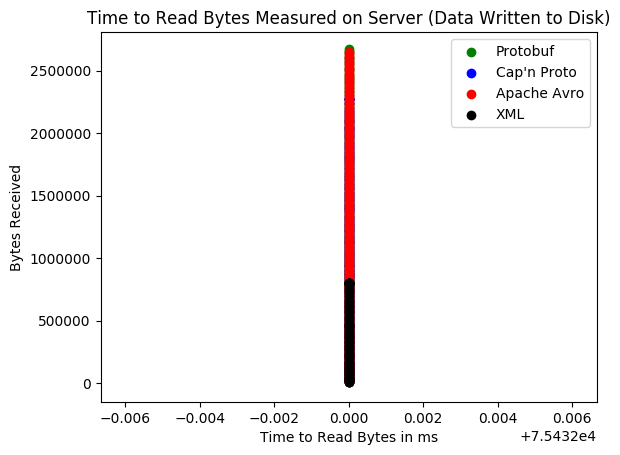 Time to Read Bytes Measured on Server (Data Written to Disk)
Protobuf
Cap'n Proto
Apache Avro
XML
Bytes Received
2500000
2000000
1500000
1000000
500000
0
−0.006 −0.004 −0.002 0.000 0.002 0.004 0.006
Time to Read Bytes in ms
+7.5432e4